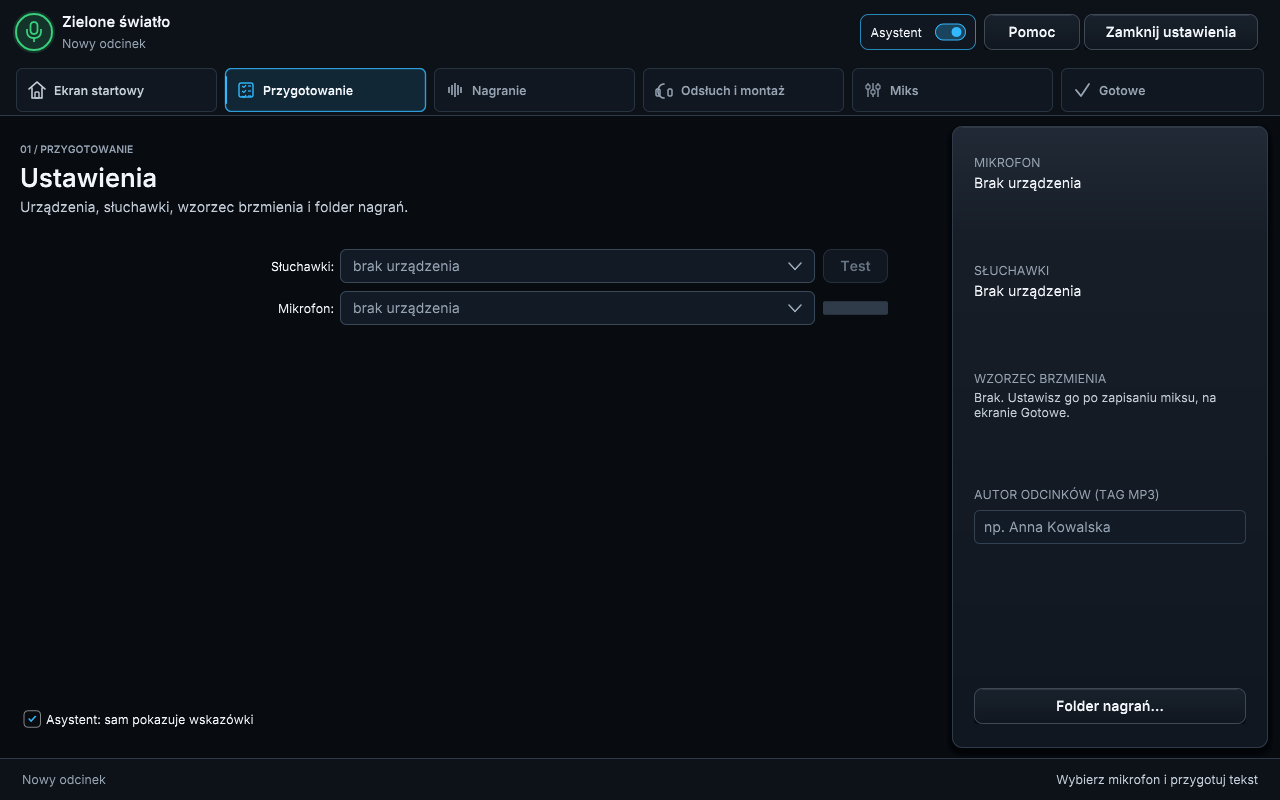 Zielone światło
Nowy odcinek
Asystent
Pomoc
Zamknij ustawienia
Ekran startowy
Przygotowanie
Nagranie
Odsłuch i montaż
Miks
Gotowe
01 / PRZYGOTOWANIE
Ustawienia
Urządzenia, słuchawki, wzorzec brzmienia i folder nagrań.
Słuchawki:
brak urządzenia
Test
Mikrofon:
brak urządzenia
MIKROFON
Brak urządzenia
SŁUCHAWKI
Brak urządzenia
WZORZEC BRZMIENIA
Brak. Ustawisz go po zapisaniu miksu, na
ekranie Gotowe.
AUTOR ODCINKÓW (TAG MP3)
np. Anna Kowalska
Folder nagrań...
Asystent: sam pokazuje wskazówki
Nowy odcinek
Wybierz mikrofon i przygotuj tekst